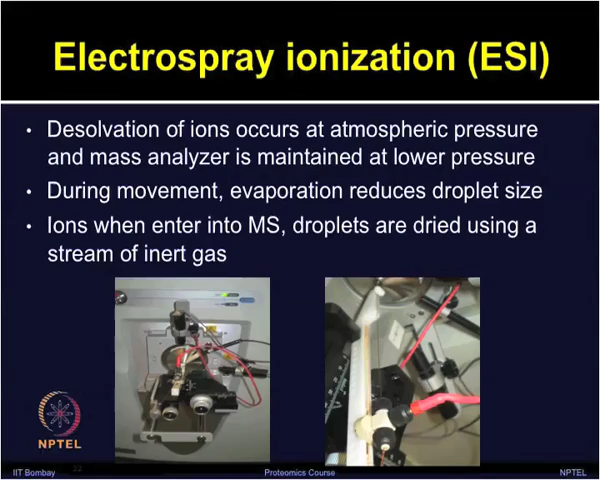 Electrospray ionization (ESI)
• Desolvation of ions occurs at atmospheric pressure
and mass analyzer is maintained at lower pressure
• During movement, evaporation reduces droplet size
• Ions when enter into MS, droplets are dried using a
stream of inert gas
NPTEL
IIT Bombay
22
Proteomics Course
NPTEL